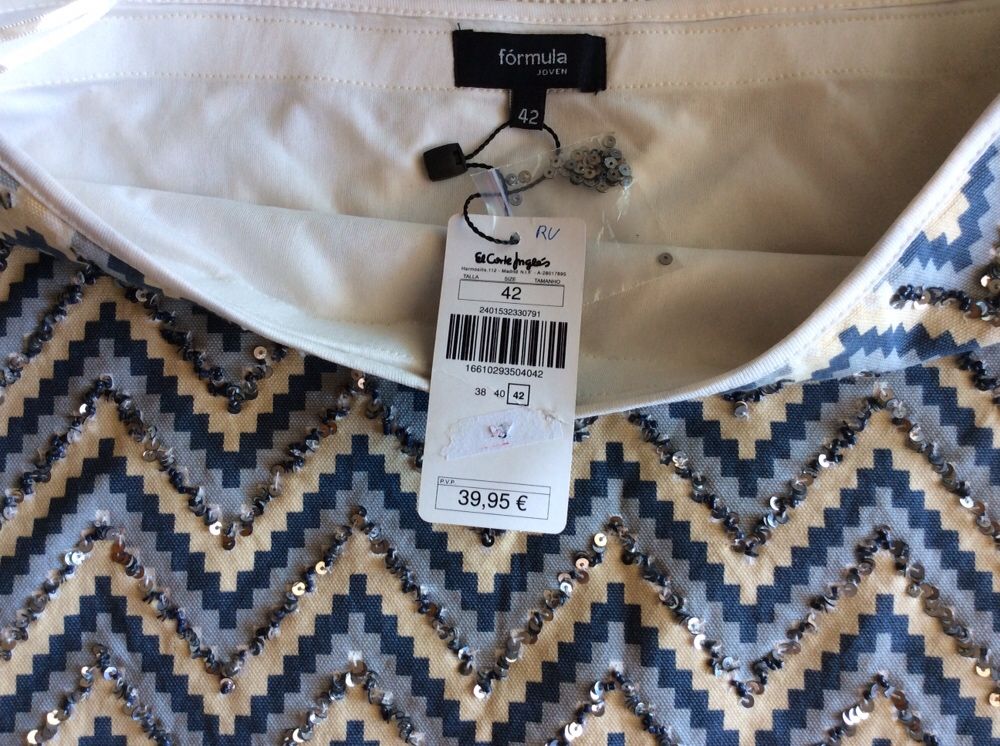 fórmula
JOVEN
42
RV
El Corte Inglés
Hermosilla, 112 - Madrid N.I.F. - A-28017895
TALLA SIZE TAMANHO
42
2401532330791
16610293504042
38 40 42
P.V.P.
39,95 €